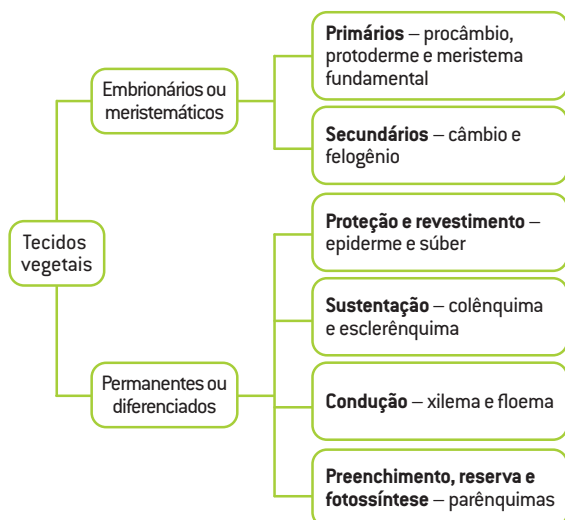 Primários – procâmbio,
protoderme e meristema
fundamental
Embrionários ou
meristemáticos
Secundários – câmbio e
felogênio
Tecidos
vegetais
Proteção e revestimento –
epiderme e súber
Sustentação – colênquima
e esclerênquima
Permanentes ou
diferenciados
Condução – xilema e floema
Preenchimento, reserva e
fotossíntese – parênquimas